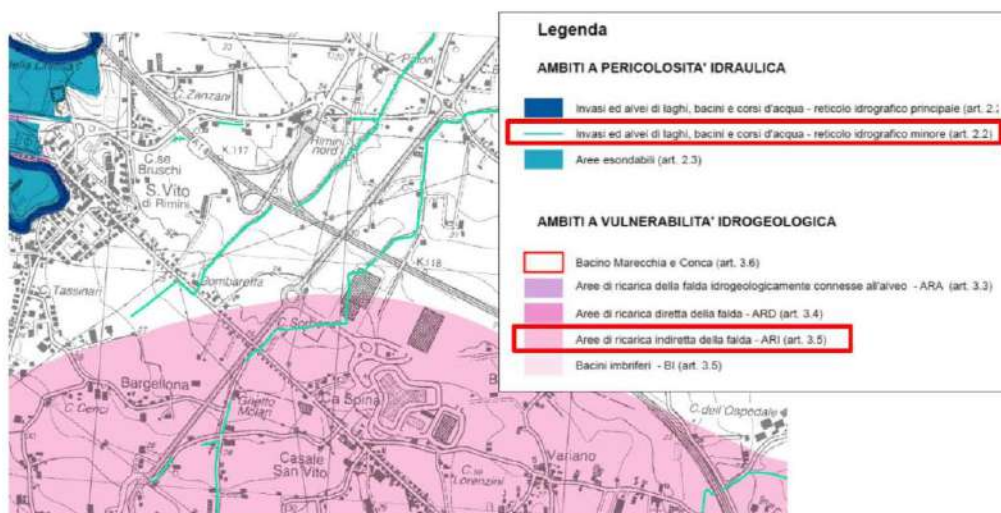 Legenda
AMBITI A PERICOLOSITA' IDRAULICA
Invasi ed alvei di laghi, bacini e corsi d'acqua - reticolo idrografico principale (art. 2.2
Invasi ed alvei di laghi, bacini e corsi d'acqua - reticolo idrografico minore (art. 2.2)
Aree esondabili (art. 2.3)
AMBITI A VULNERABILITA' IDROGEOLOGICA
Bacino Marecchia e Conca (art. 3.6)
Aree di ricarica della falda idrogeologicamente connesse all'alveo - ARA (art. 3.3)
Aree di ricarica diretta della falda - ARD (art. 3.4)
Aree di ricarica indiretta della falda - ARI (art. 3.5)
Bacini imbriferi - BI (art. 3.5)
C. Zanzani
K.117
Rimini
nord
C.se
Bruschi
S. Vito
di Rimini
K.118
Bombaretta
C. Tassinari
Bargellona
C. Cenci
Ghetto
Molari
Ca Spina
Casale
San Vito
C.se
Lorenzini
Variano
C. dell'Ospedale